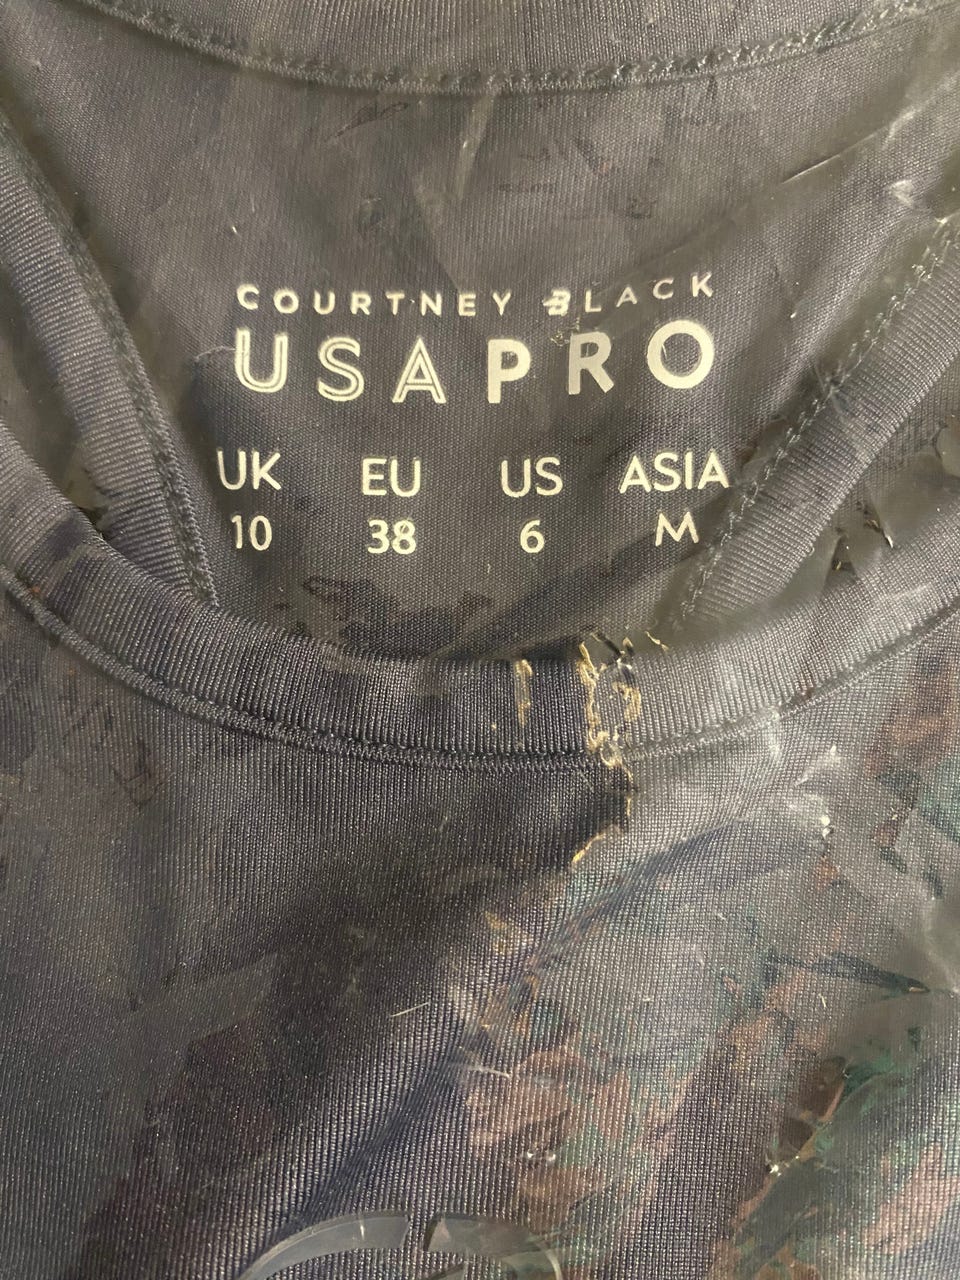 COURTNEY BLACK
USAPRO
UK EU US ASIA
10 38 6 M